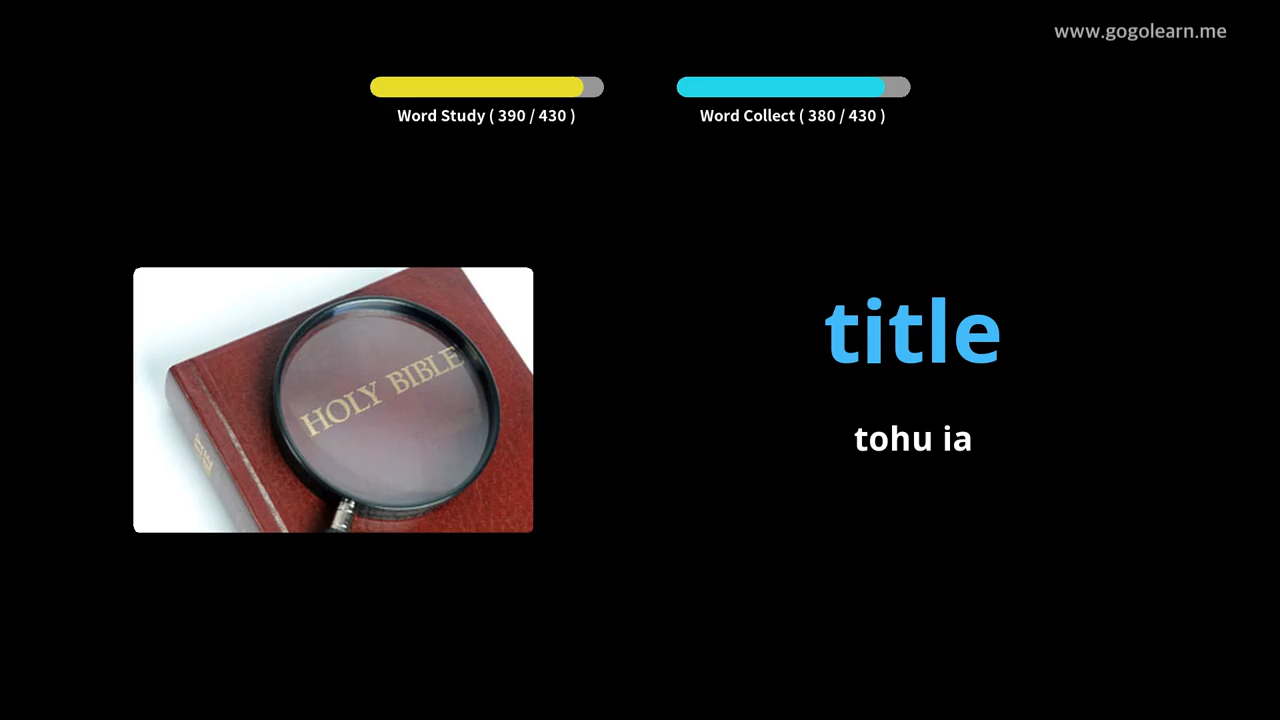 www.gogolearn.me
Word Study ( 390 / 430 )
Word Collect ( 380 / 430 )
HOLY BIBLE
title
tohu ia